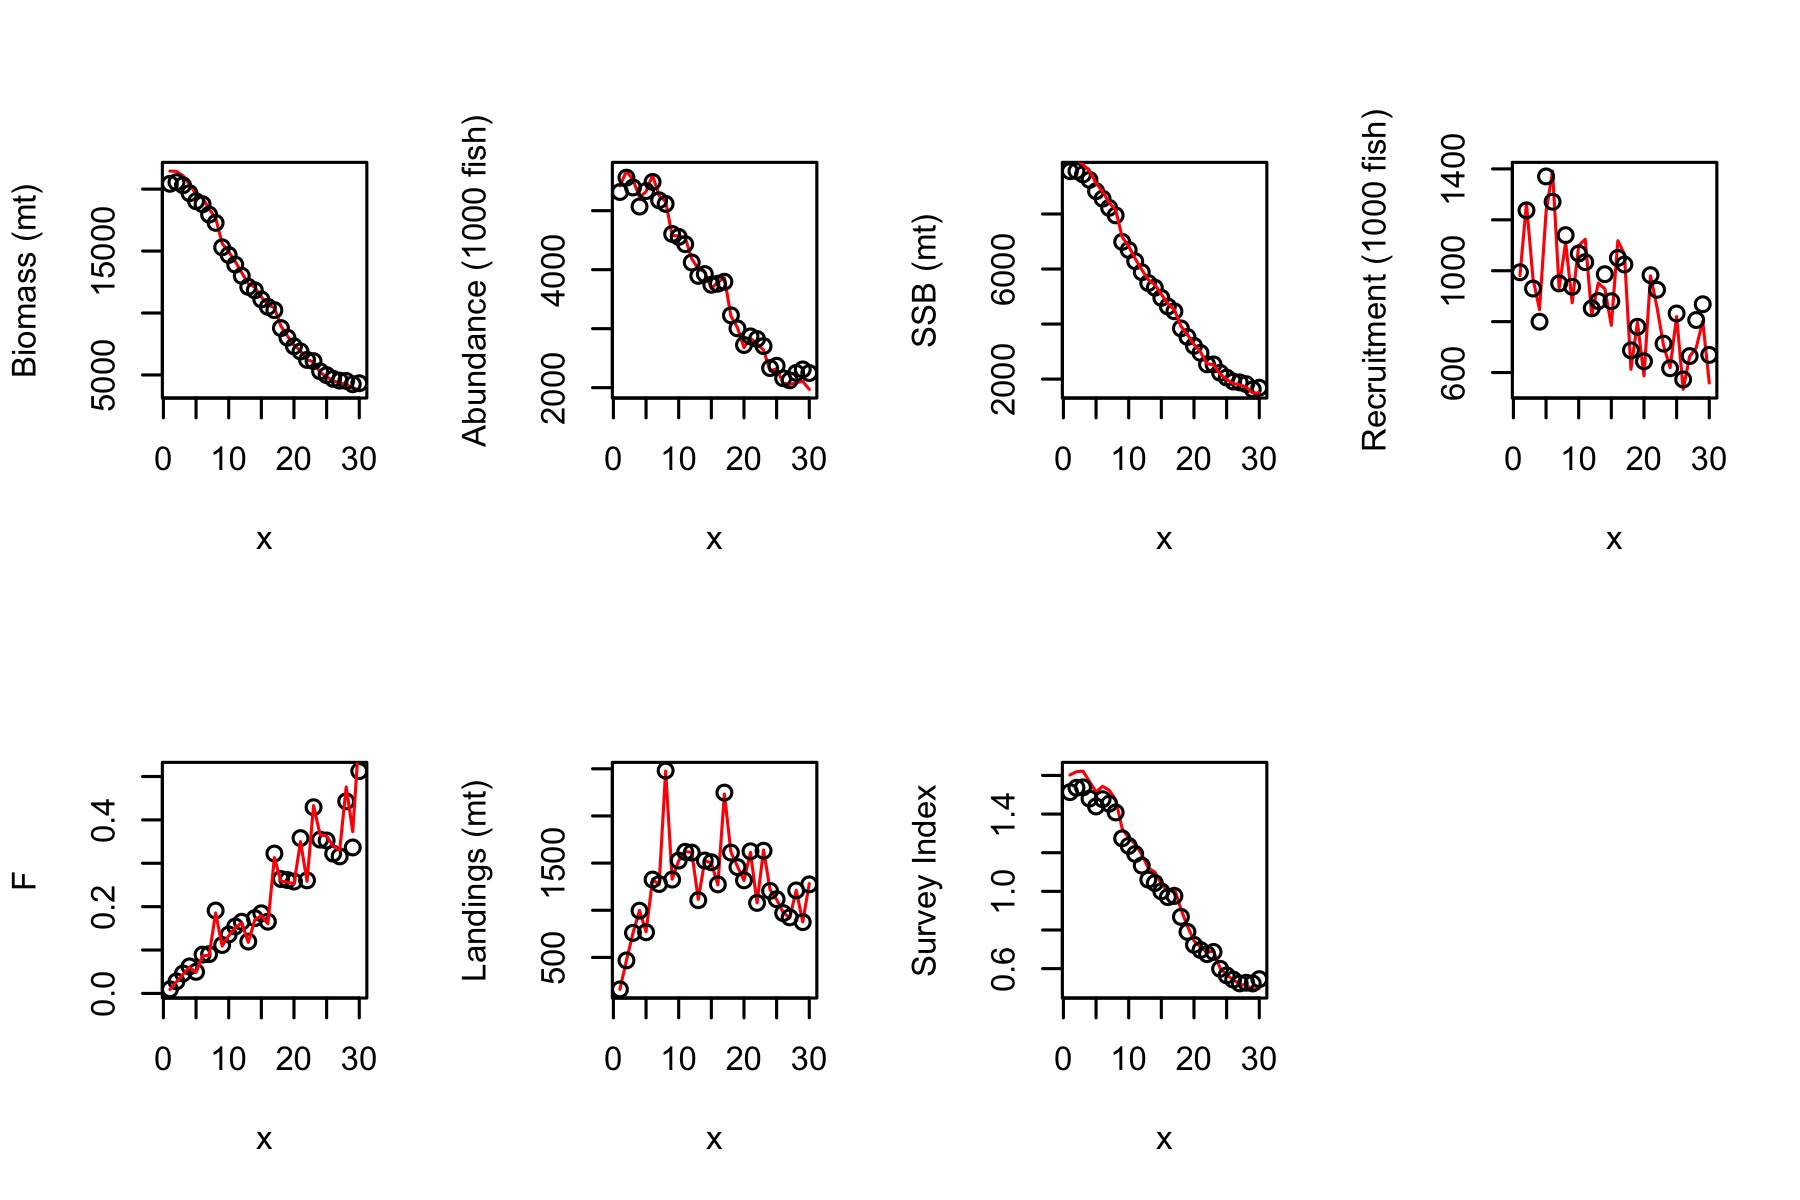 Biomass (mt)
5000 15000
0 10 20 30
x
Abundance (1000 fish)
2000 4000
0 10 20 30
x
SSB (mt)
2000 6000
0 10 20 30
x
Recruitment (1000 fish)
600 1000 1400
0 10 20 30
x
F
0.0 0.2 0.4
0 10 20 30
x
Landings (mt)
500 1500
0 10 20 30
x
Survey Index
0.6 1.0 1.4
0 10 20 30
x